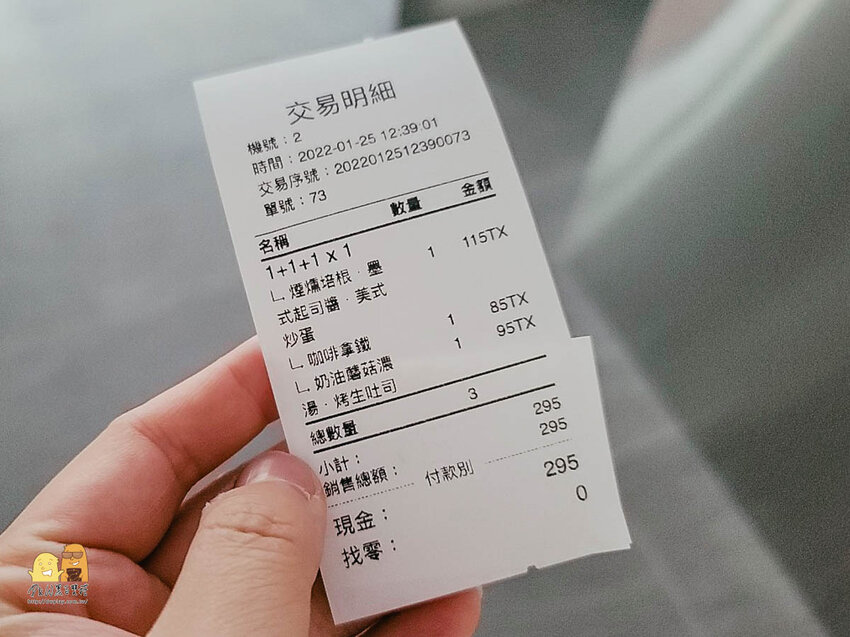 交易明細
機號：2
時間：2022-01-25 12:39:01
交易序號：2022012512390073
單號：73
名稱 數量 金額
1+1+1 x 1 1 115TX
∟煙燻培根．墨
式起司醬．美式
炒蛋
∟咖啡拿鐵 1 85TX
∟奶油蘑菇濃 1 95TX
湯．烤生吐司
總數量 3
小計： 295
銷售總額： 295
付款別
現金： 295
找零： 0